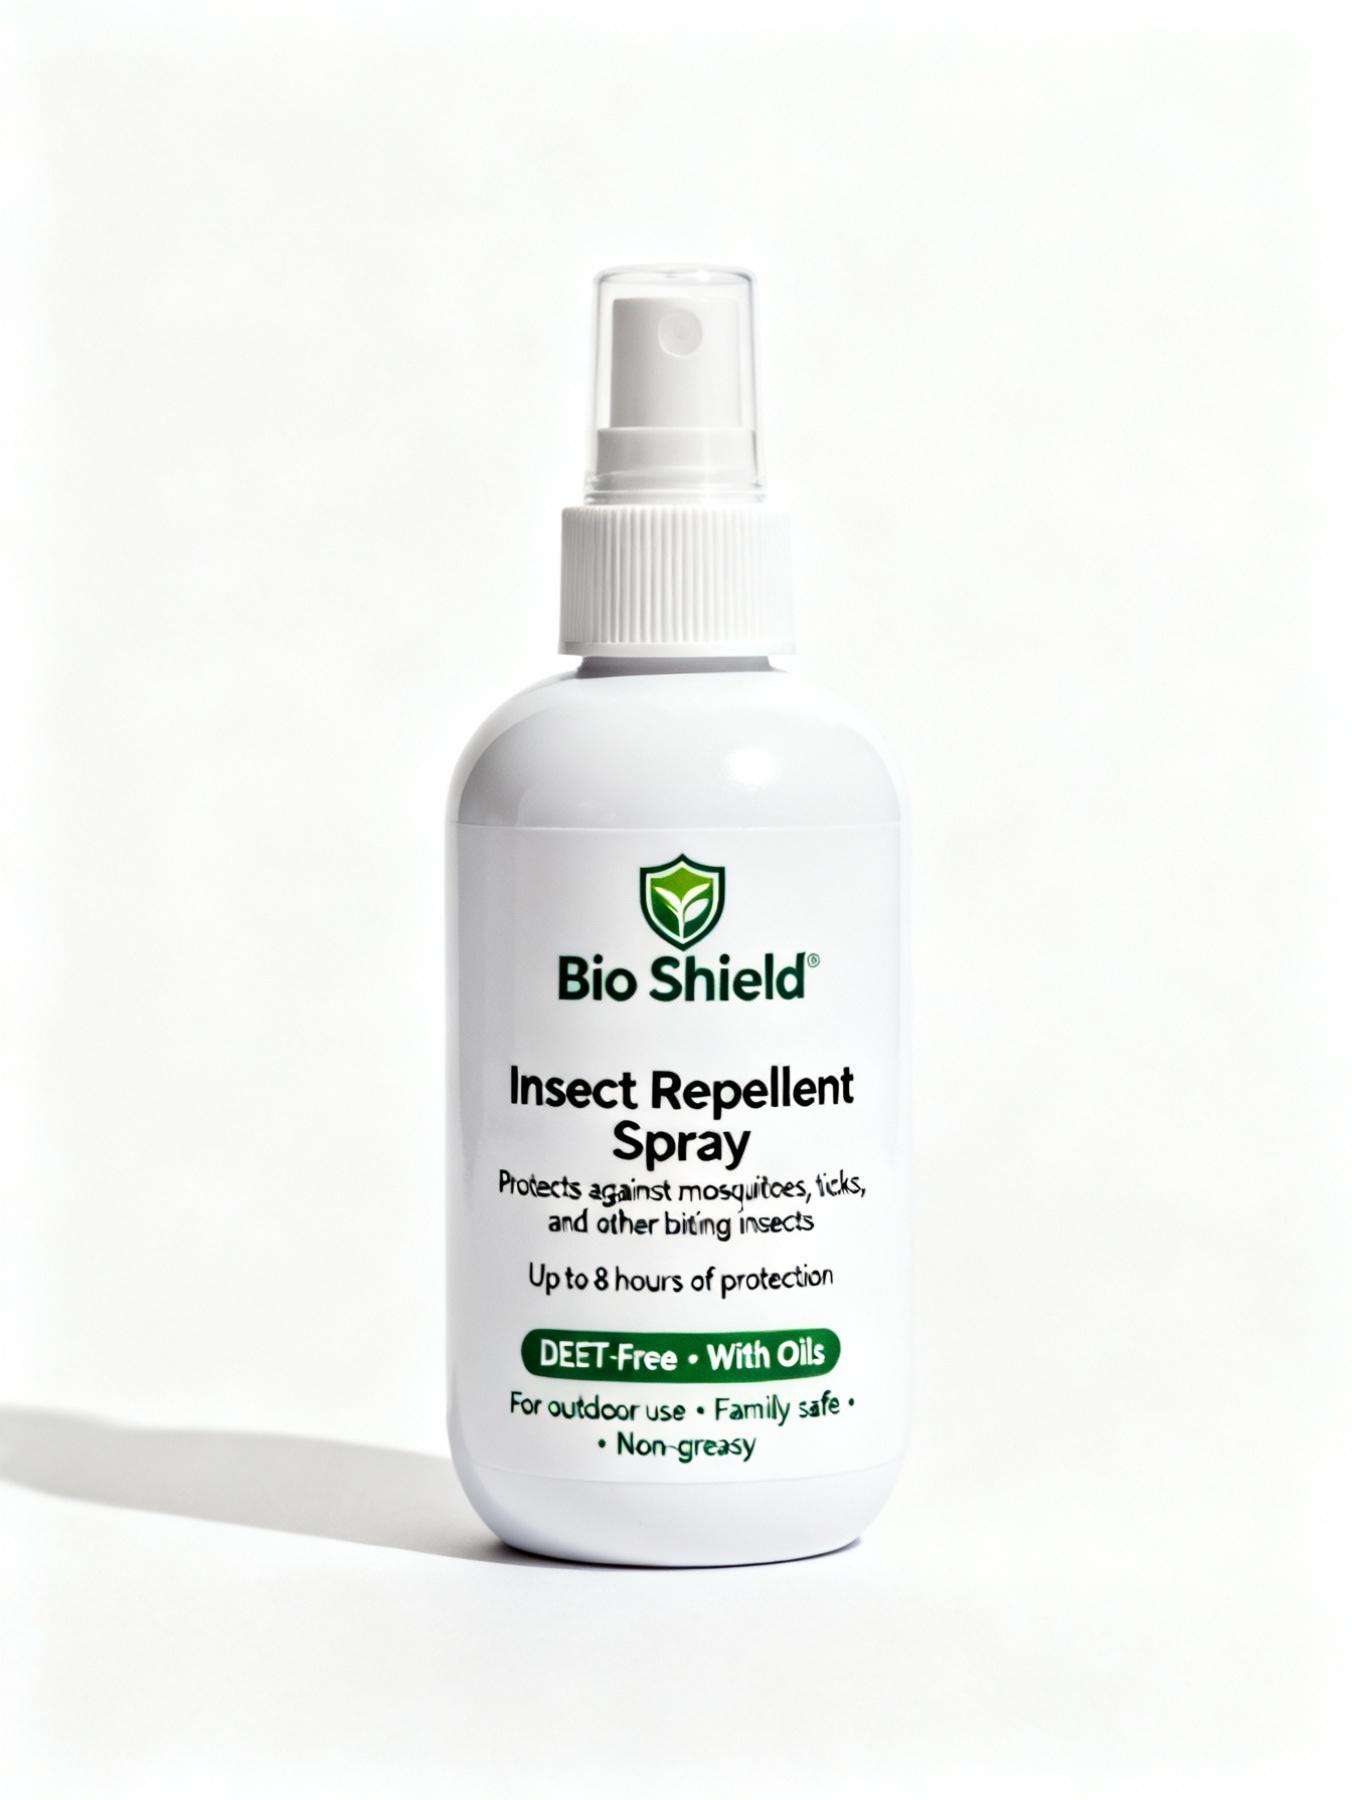 Bio Shield®
Insect Repellent
Spray
Protects against mosquitoes, ticks,
and other biting insects
Up to 8 hours of protection
DEET-Free • With Oils
For outdoor use • Family safe •
• Non-greasy